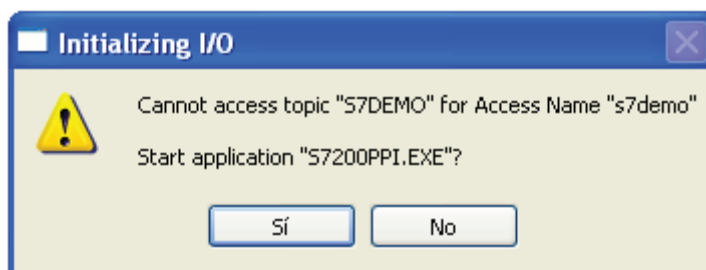 Initializing I/O
Cannot access topic "S7DEMO" for Access Name "s7demo"
Start application "S7200PPI.EXE"?
Sí
No